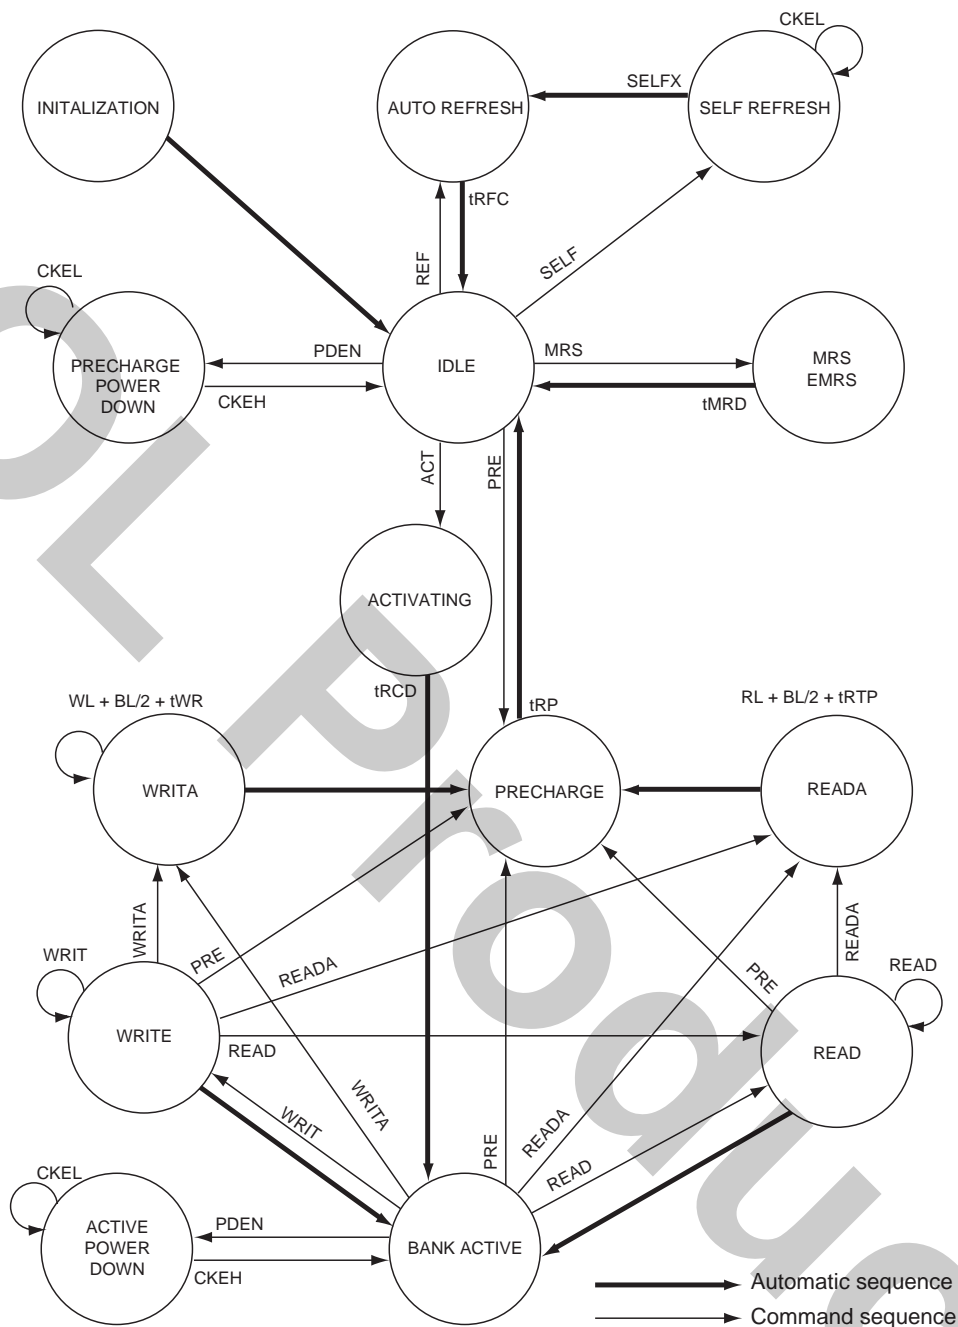 CKEL
INITALIZATION
AUTO REFRESH
SELFX
SELF REFRESH
tRFC
REF
SELF
CKEL
PRECHARGE
POWER
DOWN
PDEN
CKEH
IDLE
MRS
tMRD
MRS
EMRS
ACT
PRE
ACTIVATING
tRCD
tRP
WL + BL/2 + tWR
RL + BL/2 + tRTP
WRITA
PRECHARGE
READA
WRITA
PRE
READA
PRE
READA
WRIT
READ
WRITE
READ
READ
WRIT
WRITA
PRE
READA
READ
CKEL
ACTIVE
POWER
DOWN
PDEN
CKEH
BANK ACTIVE
Automatic sequence
Command sequence
OL Produc